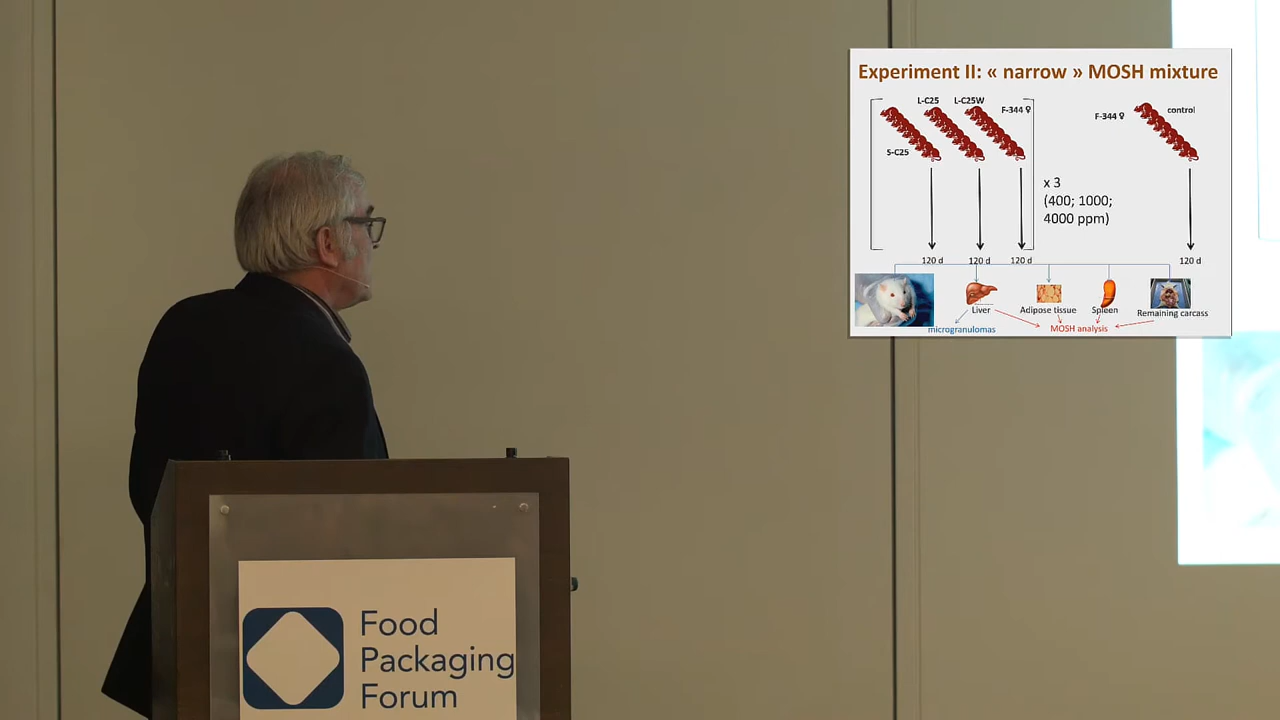 Experiment II: « narrow » MOSH mixture
L-C25
L-C25W
F-344 ♀
S-C25
F-344 ♀
control
x 3
(400; 1000;
4000 ppm)
120 d
120 d
120 d
120 d
Liver
Adipose tissue
Spleen
Remaining carcass
microgranulomas
MOSH analysis
Food
Packaging
Forum